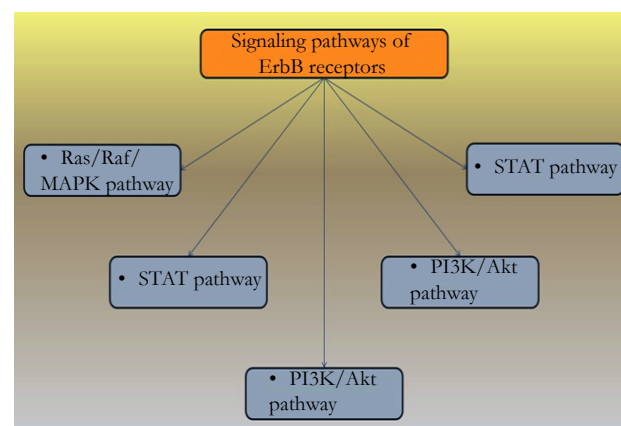 Signaling pathways of
ErbB receptors
• Ras/Raf/
MAPK pathway
• STAT pathway
• STAT pathway
• PI3K/Akt
pathway
• PI3K/Akt
pathway